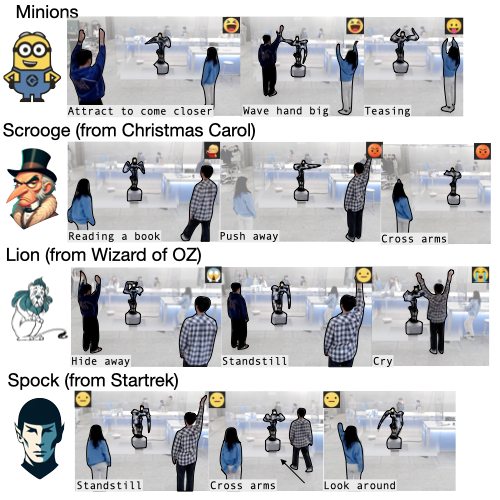 Minions
Attract to come closer
Wave hand big
Teasing
Scrooge (from Christmas Carol)
Reading a book
Push away
Cross arms
Lion (from Wizard of OZ)
Hide away
Standstill
Cry
Spock (from Startrek)
Standstill
Cross arms
Look around